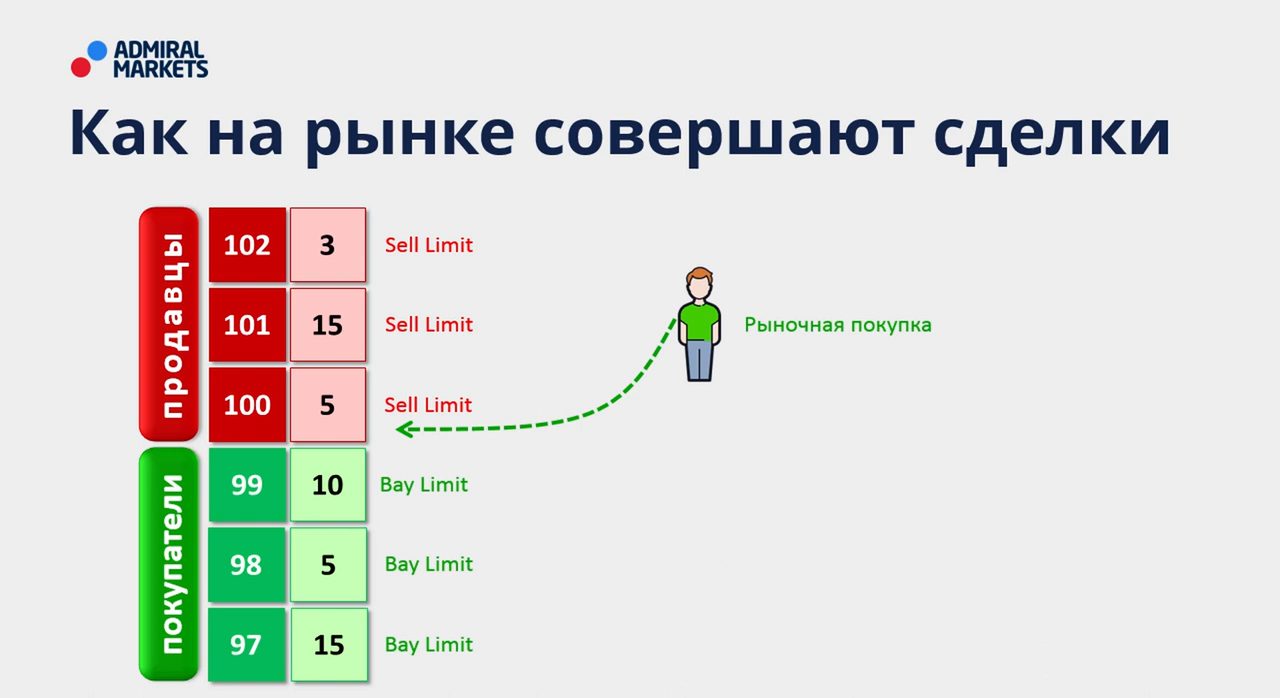 ADMIRAL
MARKETS
Как на рынке совершают сделки
продавцы
102 3 Sell Limit
101 15 Sell Limit
Рыночная покупка
100 5 Sell Limit
покупатели
99 10 Bay Limit
98 5 Bay Limit
97 15 Bay Limit